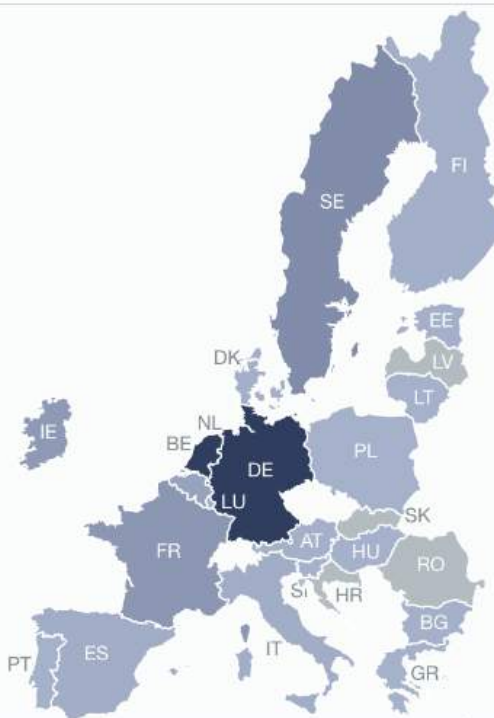 FI
SE
EE
LV
DK
LT
NL
IE
BE
DE
PL
LU
SK
FR
AT
HU
RO
Si
HR
BG
PT
ES
IT
GR